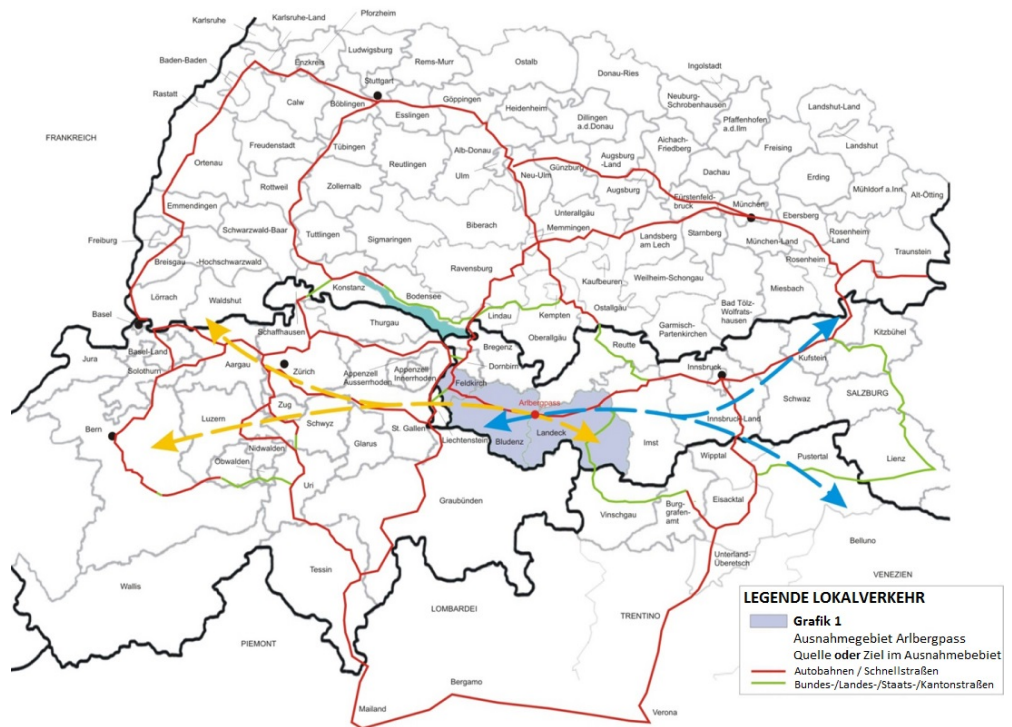 Pforzheim
Karlsruhe
Karlsruhe-Land
Baden-Baden
Enzkreis
Ludwigsburg
Rems-Murr
Ostalb
Donau-Ries
Ingolstadt
Rastatt
Stuttgart
Calw
Böblingen
Göppingen
Esslingen
Heidenheim
Dillingen
a.d.Donau
Neuburg-
Schrobenhausen
Pfaffenhofen
a.d.Ilm
Landshut-Land
Landshut
FRANKREICH
Ortenau
Freudenstadt
Tübingen
Reutlingen
Alb-Donau
Ulm
Neu-Ulm
Günzburg
Augsburg
-Land
Augsburg
Aichach-
Friedberg
Dachau
Freising
Erding
Mühldorf a.Inn
Alt-Ötting
Rottweil
Zollernalb
Emmendingen
Schwarzwald-Baar
Tuttlingen
Sigmaringen
Biberach
Unterallgäu
Memmingen
Fürstenfeld-
bruck
München
Ebersberg
Landsberg
am Lech
Starnberg
München-Land
Rosenheim
-Land
Rosenheim
Traunstein
Freiburg
Breisgau
-Hochschwarzwald
Lörrach
Waldshut
Konstanz
Bodensee
Ravensburg
Kaufbeuren
Weilheim-Schongau
Miesbach
Bad Tölz-
Wolfrats-
hausen
Ostallgäu
Lindau
Kempten
Oberallgäu
Garmisch-
Partenkirchen
Basel
Schaffhausen
Thurgau
Bregenz
Dornbirn
Reutte
Kitzbühel
Kufstein
Jura
Basel-Land
Solothurn
Aargau
Zürich
Appenzell
Ausserrhoden
Appenzell
Innerrhoden
Feldkirch
Innsbruck
Schwaz
SALZBURG
Arlbergpass
Luzern
Zug
Schwyz
St. Gallen
Liechtenstein
Bludenz
Landeck
Imst
Innsbruck-Land
Bern
Glarus
Nidwalden
Obwalden
Uri
Wipptal
Pustertal
Lienz
Graubünden
Vinschgau
Burg-
grafen-
amt
Eisacktal
Unterland-
Überetsch
Belluno
Wallis
Tessin
LOMBARDEI
TRENTINO
VENEZIEN
PIEMONT
Bergamo
Mailand
Verona
LEGENDE LOKALVERKEHR
Grafik 1
Ausnahmegebiet Arlbergpass
Quelle oder Ziel im Ausnahmebebiet
Autobahnen / Schnellstraßen
Bundes-/Landes-/Staats-/Kantonstraßen